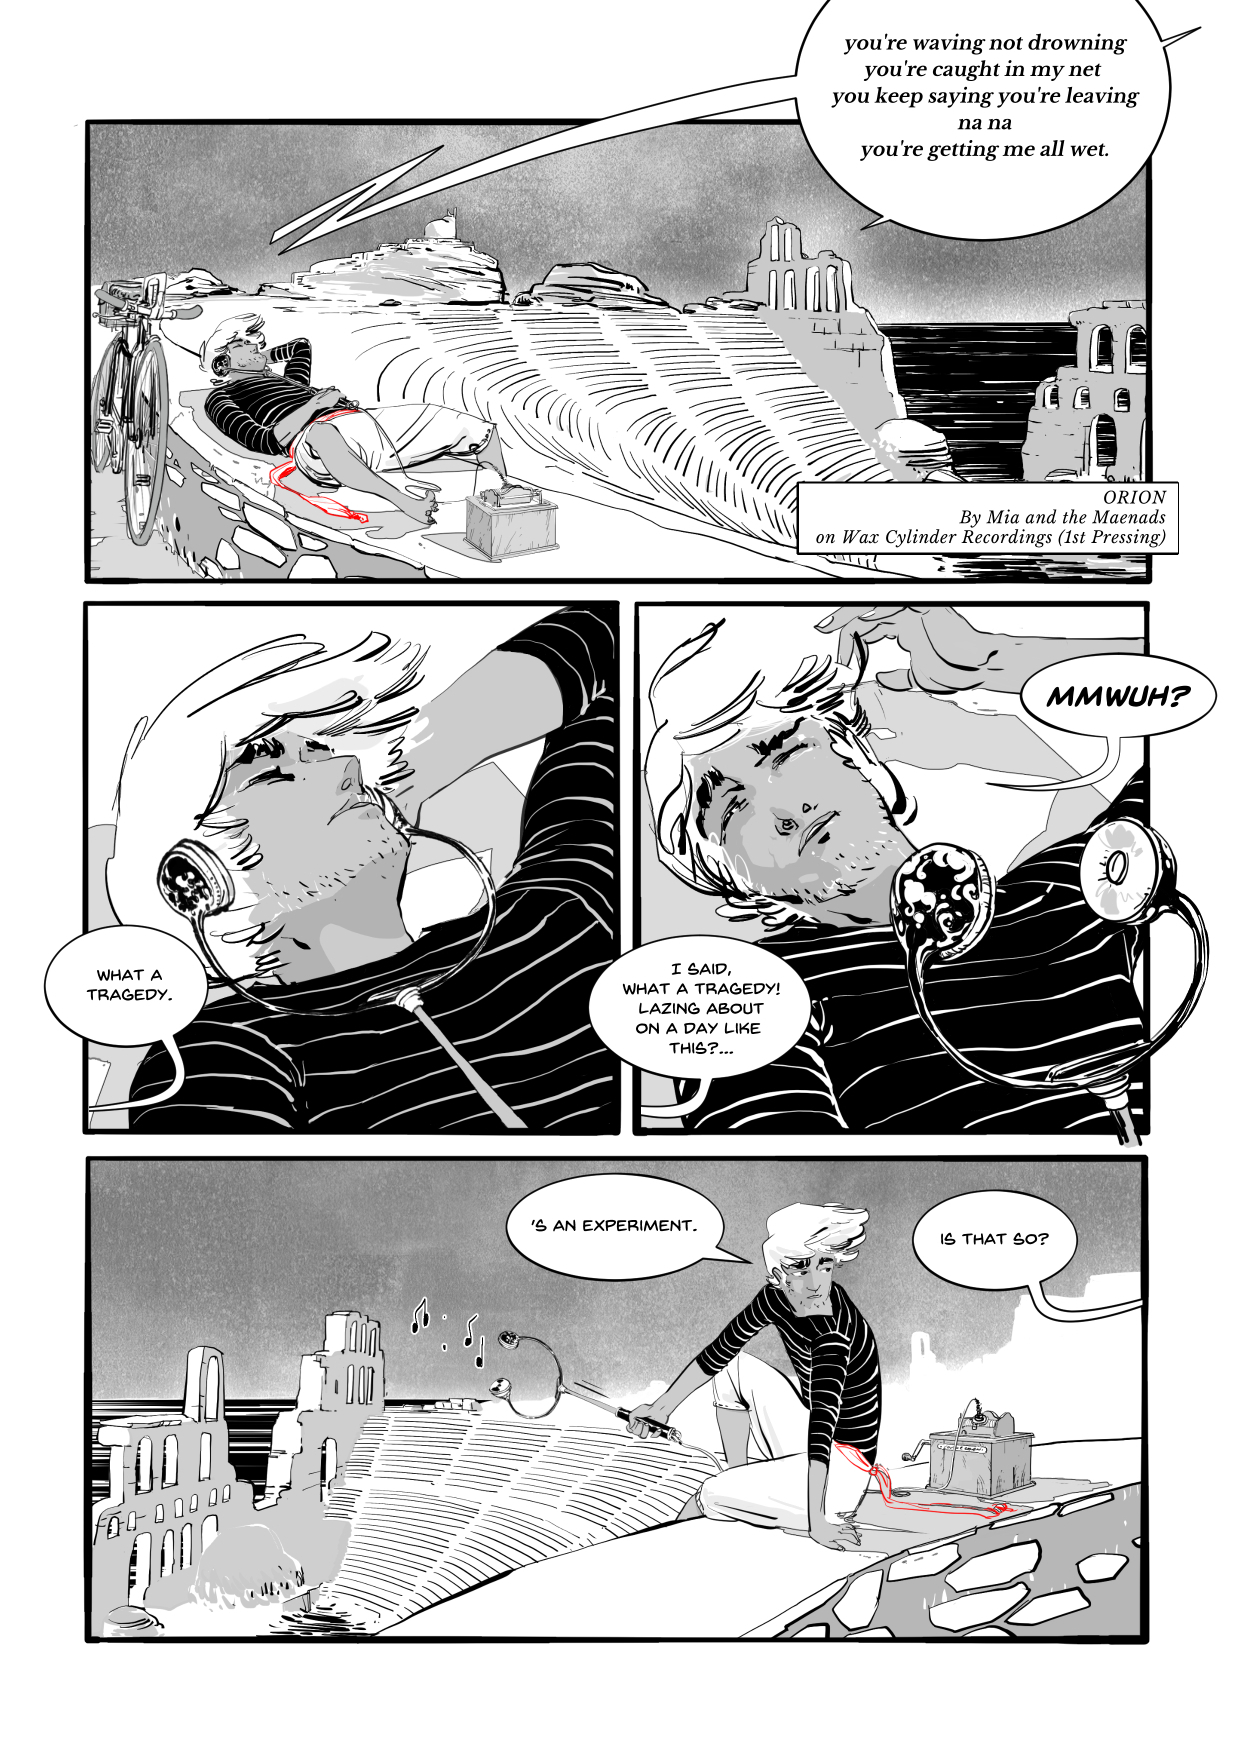 you're waving not drowning
you're caught in my net
you keep saying you're leaving
na na
you're getting me all wet.
ORION
By Mia and the Maenads
on Wax Cylinder Recordings (1st Pressing)
WHAT A
TRAGEDY.
MMWUH?
I SAID,
WHAT A TRAGEDY!
LAZING ABOUT
ON A DAY LIKE
THIS?...
'S AN EXPERIMENT.
IS THAT SO?